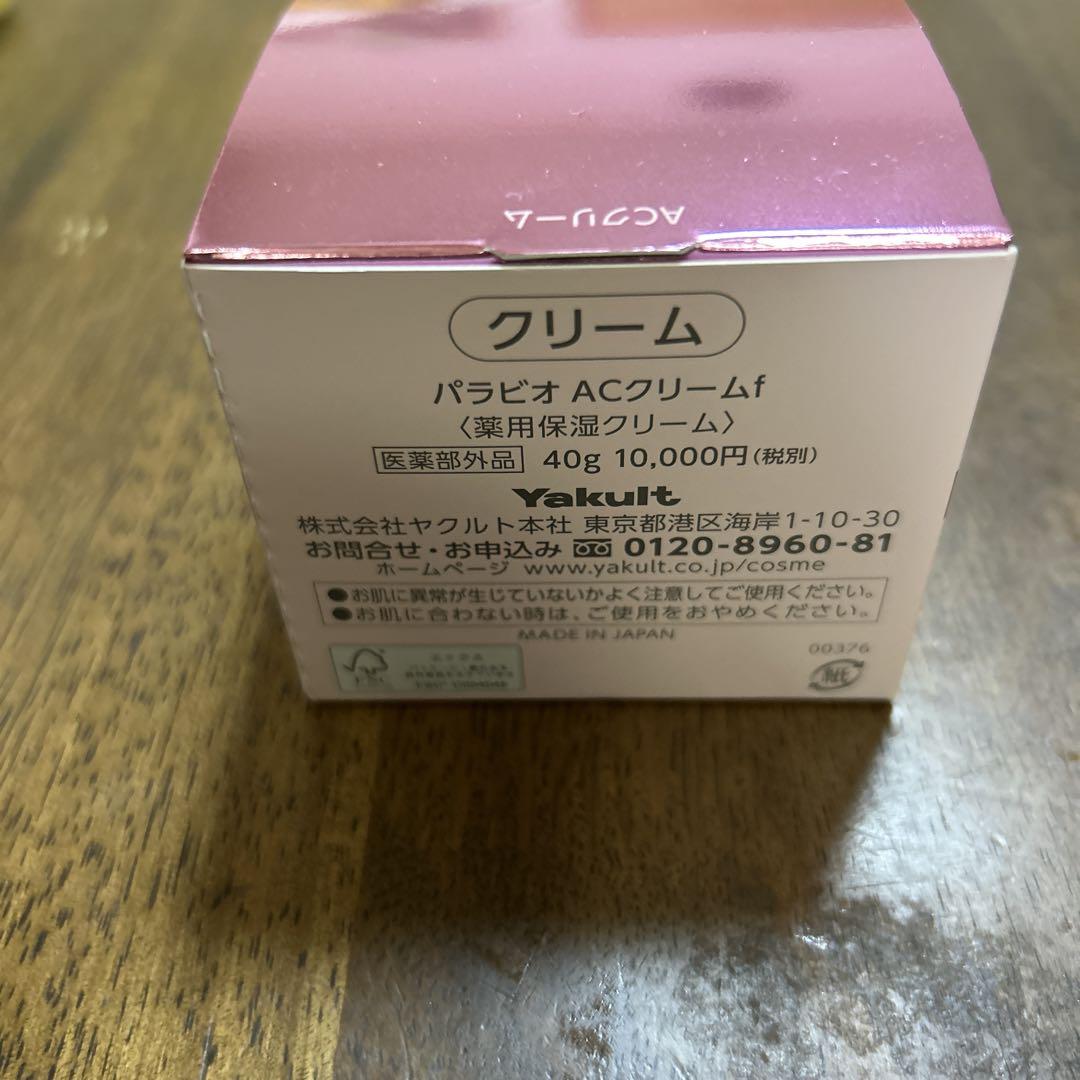 ACクリーム
クリーム
パラビオ ACクリームf
〈薬用保湿クリーム〉
医薬部外品 40g 10,000円(税別)
Yakult
株式会社ヤクルト本社 東京都港区海岸1-10-30
お問合せ・お申込み 0120-8960-81
ホームページ www.yakult.co.jp/cosme
●お肌に異常が生じていないかよく注意してご使用ください。
●お肌に合わない時は、ご使用をおやめください。
MADE IN JAPAN
00376
紙